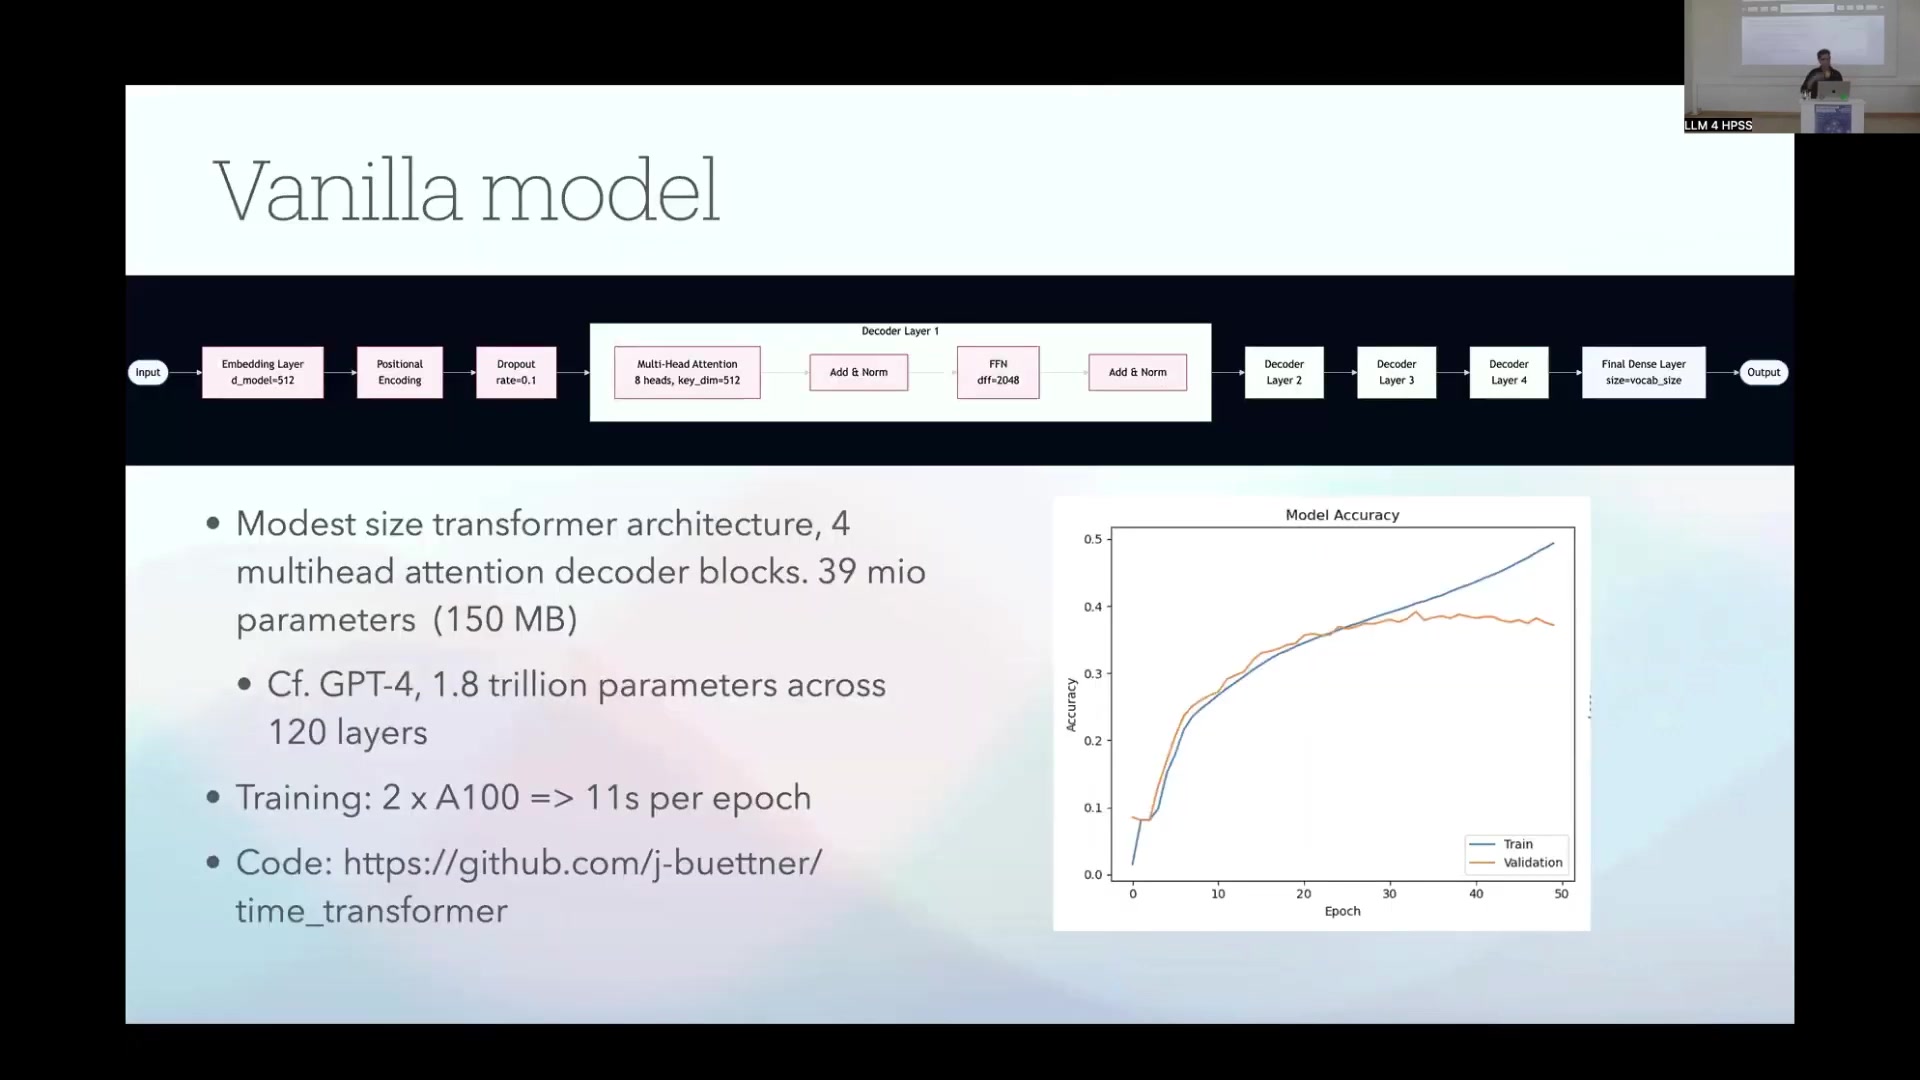 LLM 4 HPSS
Vanilla model
Decoder Layer 1
Input
Embedding Layer
d_model=512
Positional
Encoding
Dropout
rate=0.1
Multi-Head Attention
8 heads, key_dim=512
Add & Norm
FFN
dff=2048
Add & Norm
Decoder
Layer 2
Decoder
Layer 3
Decoder
Layer 4
Final Dense Layer
size=vocab_size
Output
• Modest size transformer architecture, 4
multihead attention decoder blocks. 39 mio
parameters (150 MB)
• Cf. GPT-4, 1.8 trillion parameters across
120 layers
• Training: 2 x A100 => 11s per epoch
• Code: https://github.com/j-buettner/
time_transformer
Model Accuracy
Accuracy
0.5
0.4
0.3
0.2
0.1
0.0
Train
Validation
0 10 20 30 40 50
Epoch